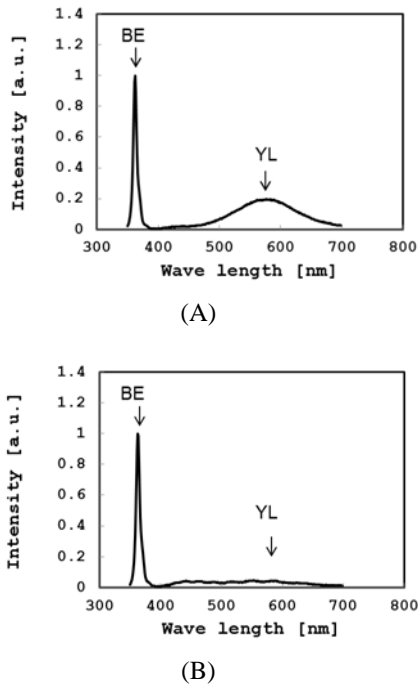 1.4
1.2
1
0.8
0.6
0.4
0.2
0
Intensity [a.u.]
BE
YL
300 400 500 600 700 800
Wave length [nm]
(A)
1.4
1.2
1
0.8
0.6
0.4
0.2
0
Intensity [a.u.]
BE
YL
300 400 500 600 700 800
Wave length [nm]
(B)